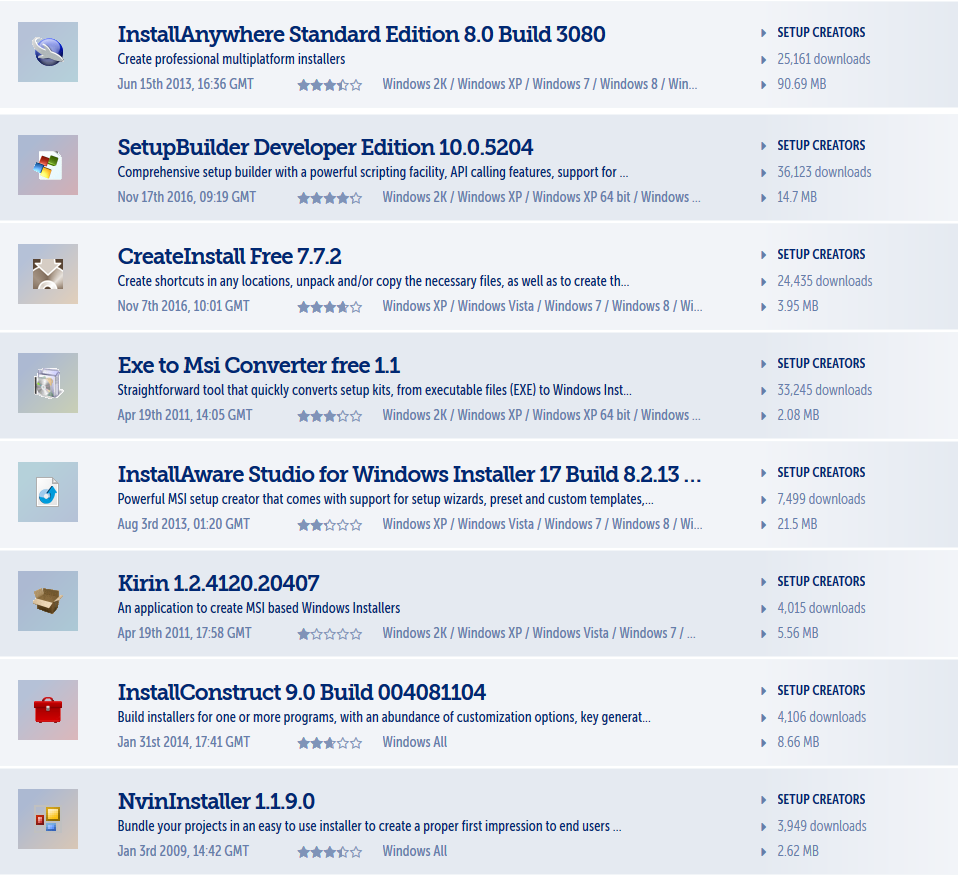 InstallAnywhere Standard Edition 8.0 Build 3080
SETUP CREATORS
Create professional multiplatform installers
25,161 downloads
Jun 15th 2013, 16:36 GMT
Windows 2K / Windows XP / Windows 7 / Windows 8 / Win...
90.69 MB
SetupBuilder Developer Edition 10.0.5204
SETUP CREATORS
Comprehensive setup builder with a powerful scripting facility, API calling features, support for ...
36,123 downloads
Nov 17th 2016, 09:19 GMT
Windows 2K / Windows XP / Windows XP 64 bit / Windows ...
14.7 MB
CreateInstall Free 7.7.2
SETUP CREATORS
Create shortcuts in any locations, unpack and/or copy the necessary files, as well as to create th...
24,435 downloads
Nov 7th 2016, 10:01 GMT
Windows XP / Windows Vista / Windows 7 / Windows 8 / Wi...
3.95 MB
Exe to Msi Converter free 1.1
SETUP CREATORS
Straightforward tool that quickly converts setup kits, from executable files (EXE) to Windows Inst...
33,245 downloads
Apr 19th 2011, 14:05 GMT
Windows 2K / Windows XP / Windows XP 64 bit / Windows ...
2.08 MB
InstallAware Studio for Windows Installer 17 Build 8.2.13 ...
SETUP CREATORS
Powerful MSI setup creator that comes with support for setup wizards, preset and custom templates,...
7,499 downloads
Aug 3rd 2013, 01:20 GMT
Windows XP / Windows Vista / Windows 7 / Windows 8 / Wi...
21.5 MB
Kirin 1.2.4120.20407
SETUP CREATORS
An application to create MSI based Windows Installers
4,015 downloads
Apr 19th 2011, 17:58 GMT
Windows 2K / Windows XP / Windows Vista / Windows 7 / ...
5.56 MB
InstallConstruct 9.0 Build 004081104
SETUP CREATORS
Build installers for one or more programs, with an abundance of customization options, key generat...
4,106 downloads
Jan 31st 2014, 17:41 GMT
Windows All
8.66 MB
NvinInstaller 1.1.9.0
SETUP CREATORS
Bundle your projects in an easy to use installer to create a proper first impression to end users ...
3,949 downloads
Jan 3rd 2009, 14:42 GMT
Windows All
2.62 MB